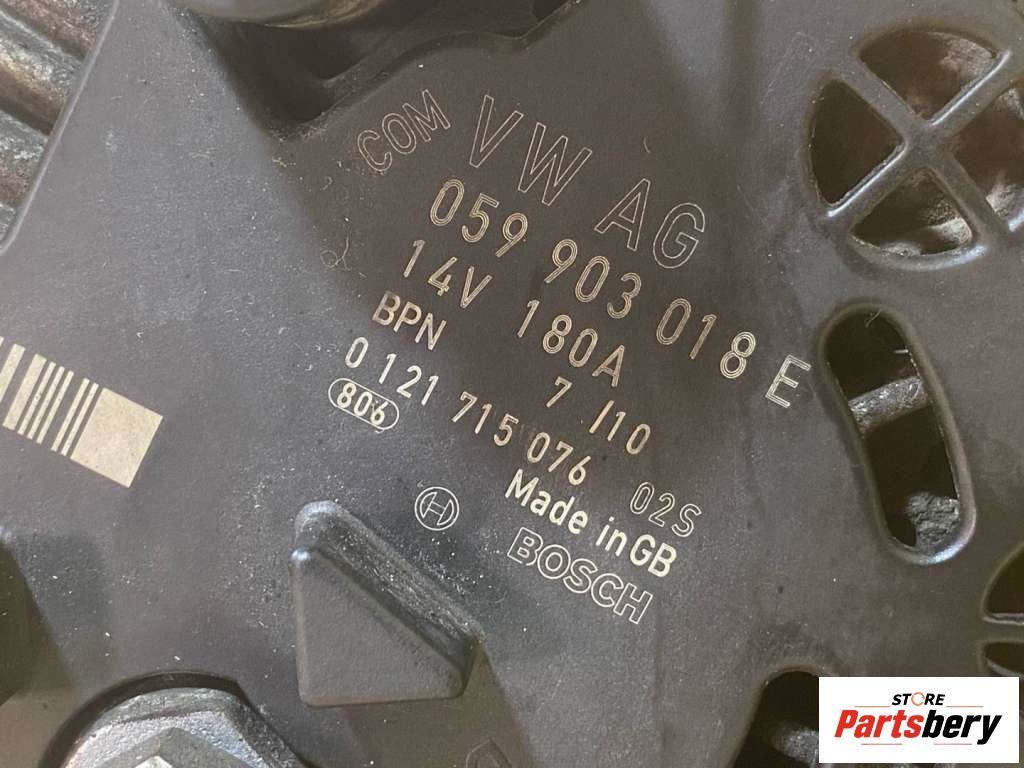 COM VW AG
059 903 018 E
14V 180A
BPN 7/10
0 121 715 076 02S
806 Made in GB
H BOSCH
STORE
Partsbery